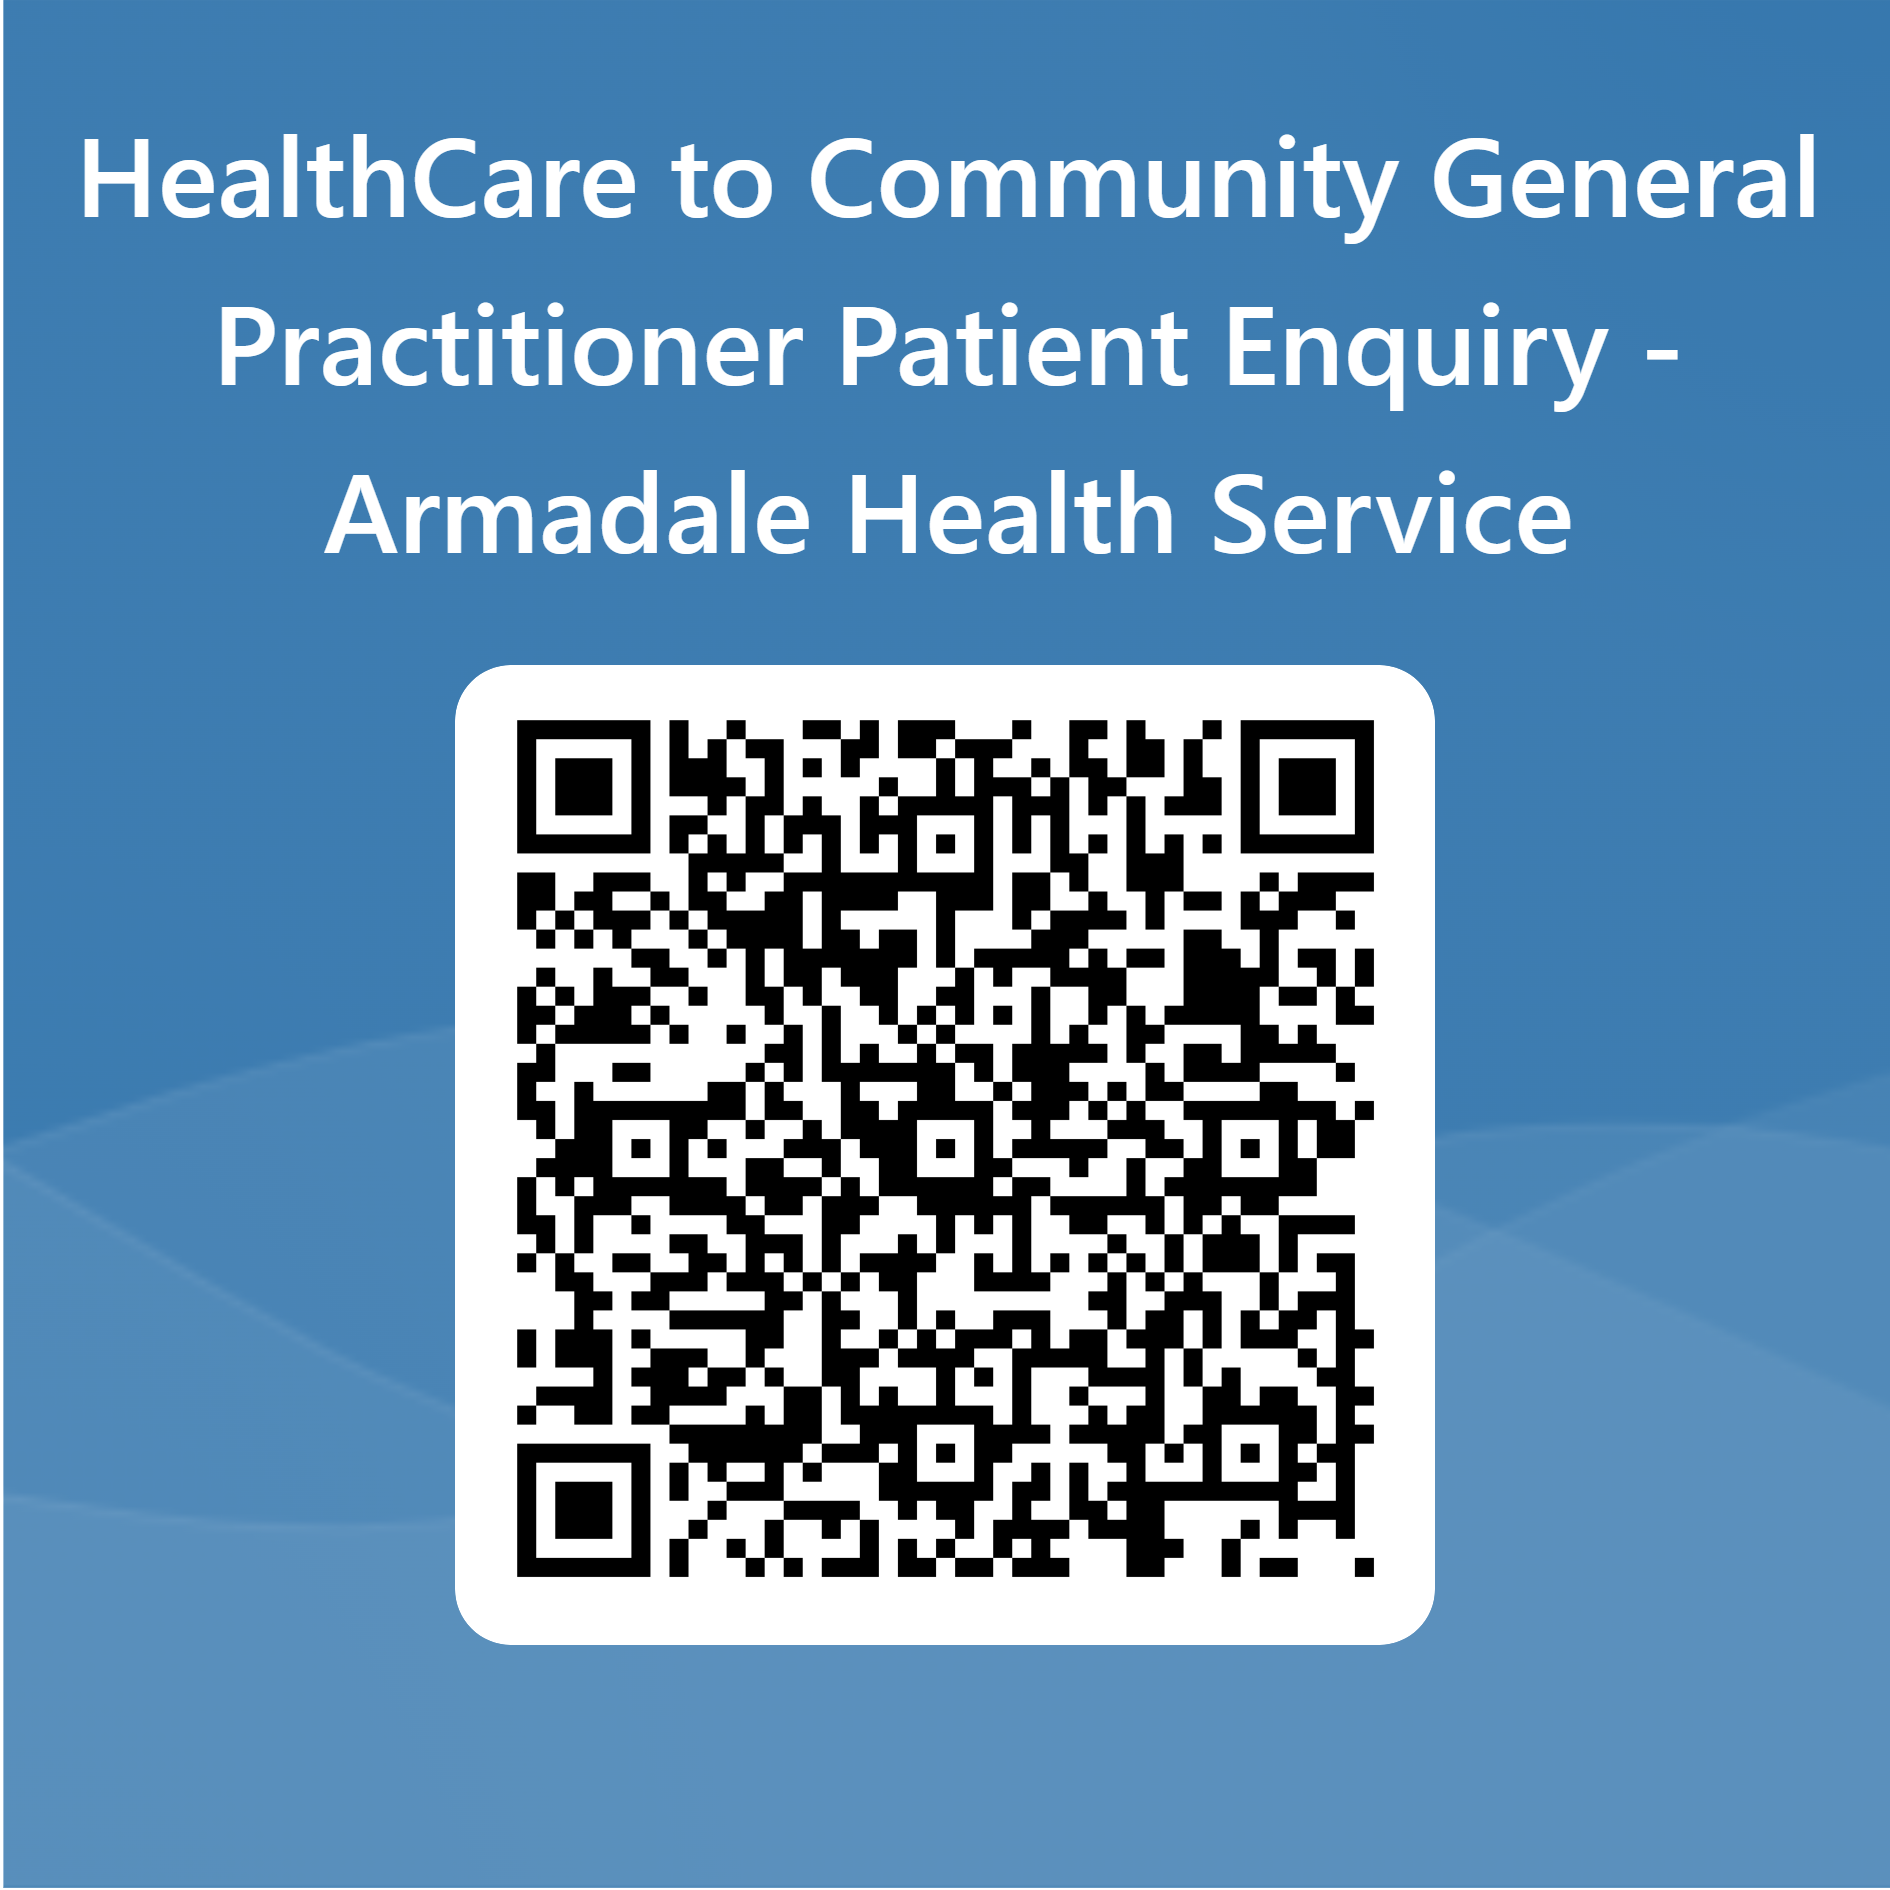 HealthCare to Community General
Practitioner Patient Enquiry -
Armadale Health Service